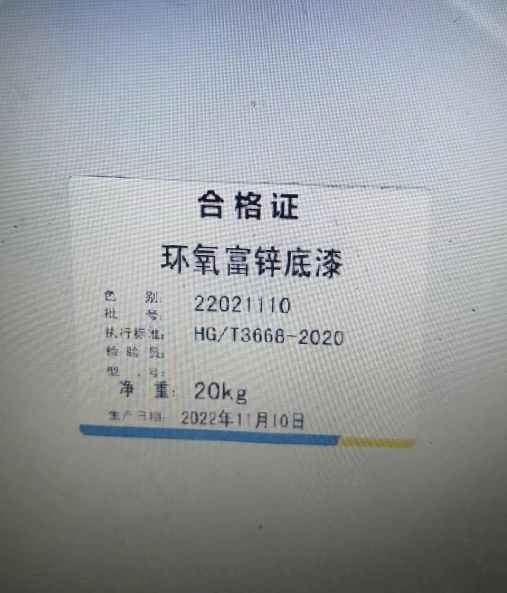 合格证
环氧富锌底漆
色 别:
批 号: 22021110
执行标准: HG/T3668-2020
检验员:
型 号:
净 重: 20kg
生产日期: 2022年11月10日